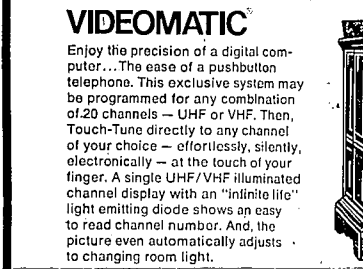 VIDEOMATIC®
Enjoy the precision of a digital com-
puter...The ease of a pushbutton
telephone. This exclusive system may
be programmed for any combination
of 20 channels — UHF or VHF. Then,
Touch-Tune directly to any channel
of your choice — effortlessly, silently,
electronically — at the touch of your
finger. A single UHF/VHF illuminated
channel display with an "infinite life"
light emitting diode shows an easy
to read channel number. And, the
picture even automatically adjusts
to changing room light.